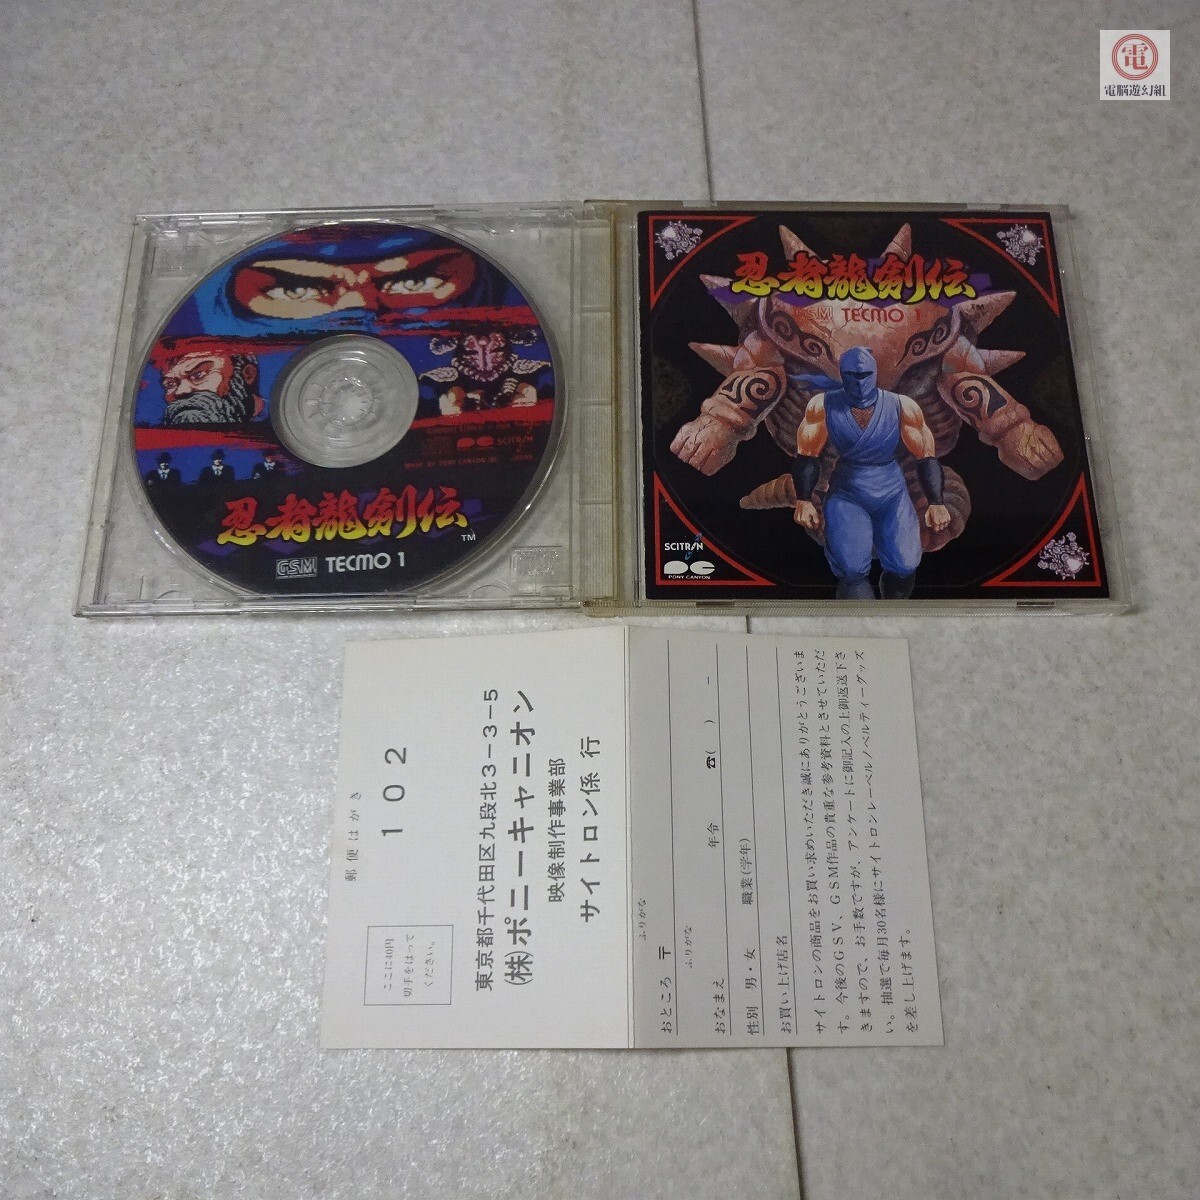 電
電脳遊幻組
忍者龍剣伝
TM
GSM TECMO 1
SCITRON
PONY CANYON
MADE BY PONY CANYON INC.
SCITRON
忍者龍剣伝
TM
GSM TECMO 1
郵便はがき
102
ここに40円
切手をはって
ください。
東京都千代田区九段北3-3-5
(株)ポニーキャニオン
映像制作事業部
サイトロン係 行
ふりがな
おところ 〒
☎( ) -
ふりがな
おなまえ
年令
性別 男・女 職業(学年)
お買い上げ店名
サイトロンの商品をお買い求めいただき誠にありがとうございま
す。今後のGSV、GSM作品の貴重な参考資料とさせていただ
きますので、お手数ですが、アンケートに御記入の上御返送下さ
い。抽選で毎月30名様にサイトロンレーベルノベルティーグッズ
を差し上げます。